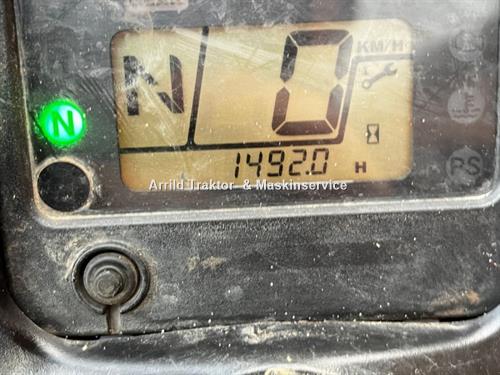 N 0 KM/H
N
1492.0 H
Arrild Traktor- & Maskinservice
PS